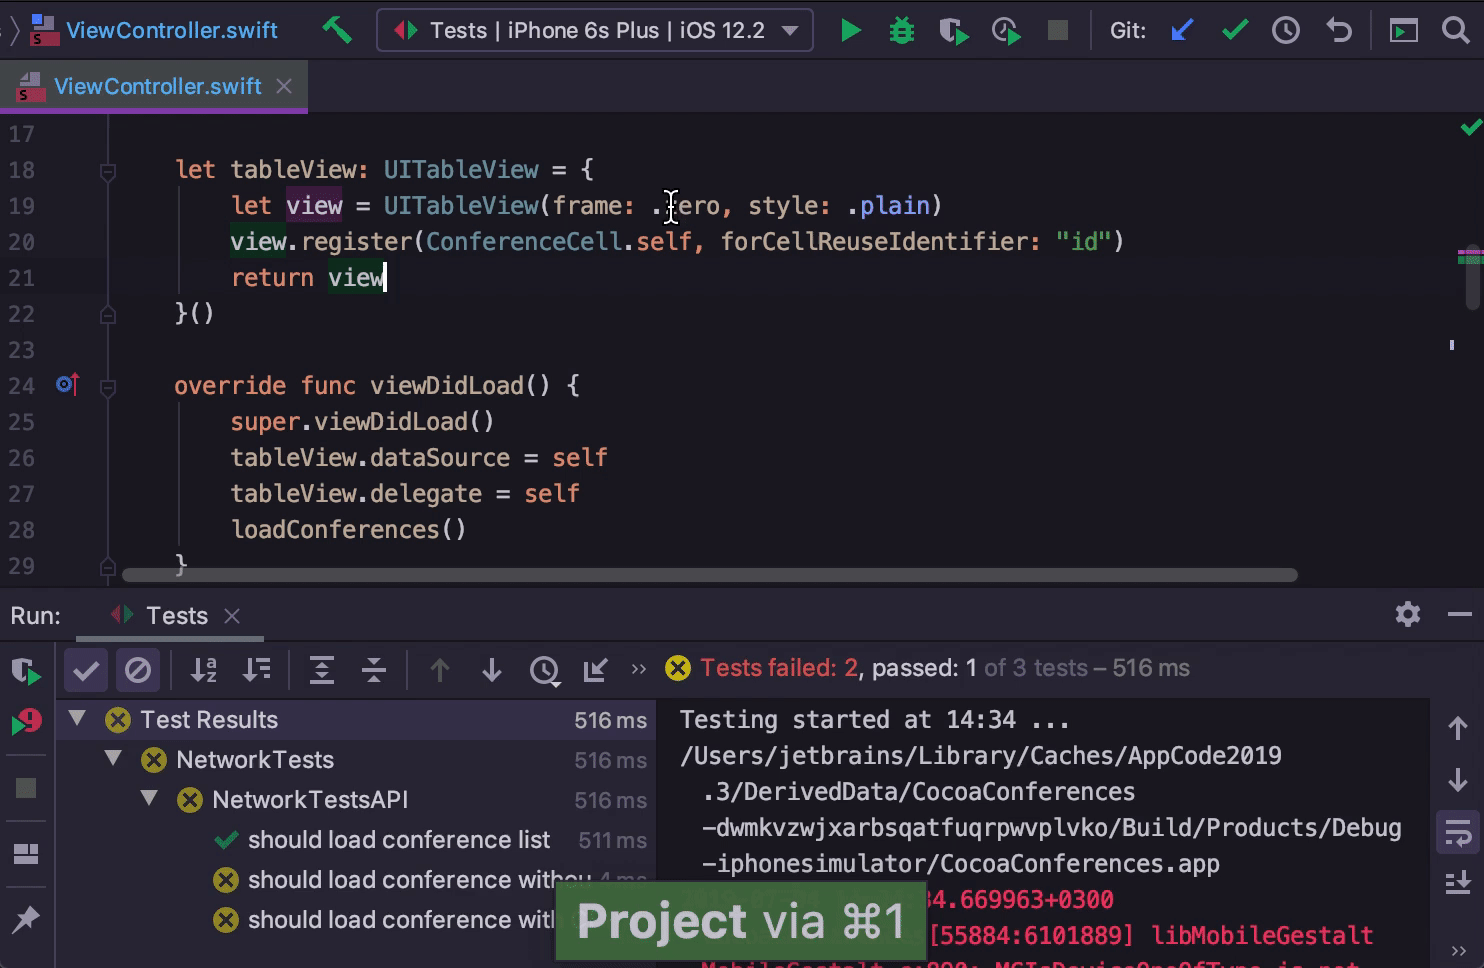 ViewController.swift
Tests | iPhone 6s Plus | iOS 12.2
Git:
ViewController.swift
17
18 let tableView: UITableView = {
19 let view = UITableView(frame: .zero, style: .plain)
20 view.register(ConferenceCell.self, forCellReuseIdentifier: "id")
21 return view
22 }()
23
24 override func viewDidLoad() {
25 super.viewDidLoad()
26 tableView.dataSource = self
27 tableView.delegate = self
28 loadConferences()
29 }
Run: Tests
Tests failed: 2, passed: 1 of 3 tests – 516 ms
Test Results 516 ms
NetworkTests 516 ms
NetworkTestsAPI 516 ms
should load conference list 511 ms
should load conference withou 4 ms
should load conference with
Testing started at 14:34 ...
/Users/jetbrains/Library/Caches/AppCode2019
.3/DerivedData/CocoaConferences
-dwmkvzwjxarbsqatfuqrpwvplvko/Build/Products/Debug
-iphonesimulator/CocoaConferences.app
34.669963+0300
[55884:6101889] libMobileGestalt
Project via ⌘1